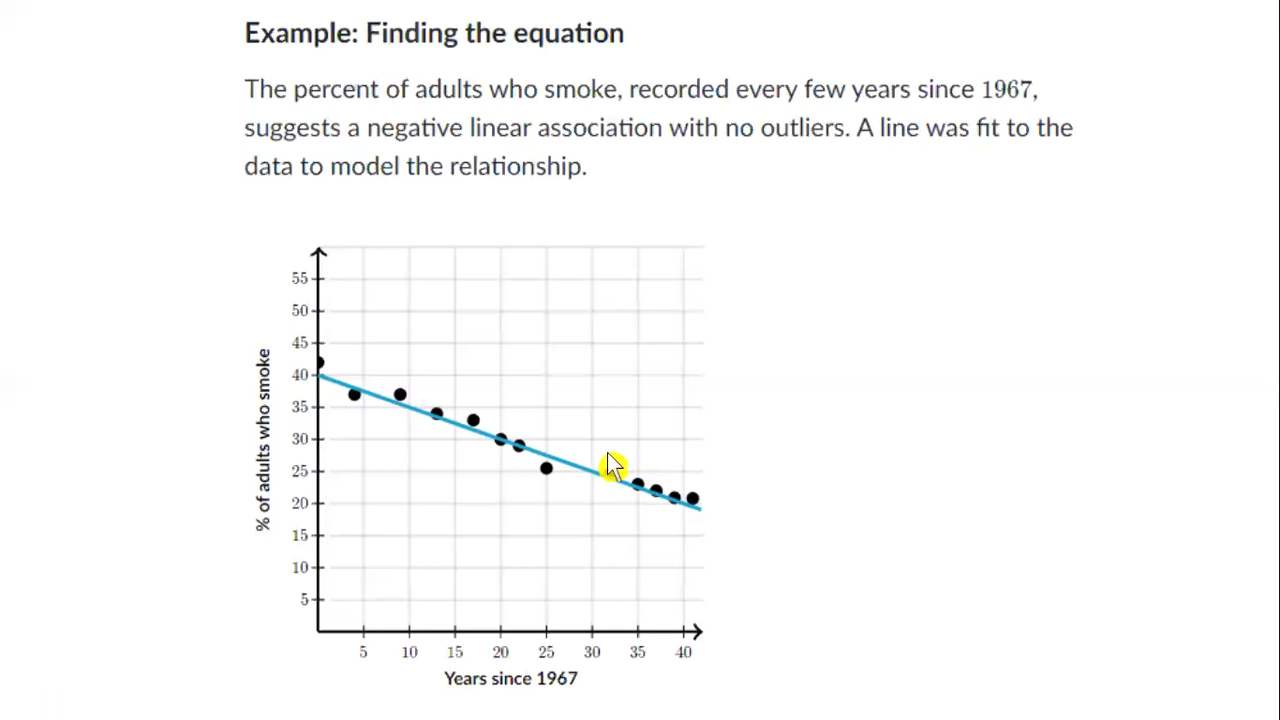 Example: Finding the equation
The percent of adults who smoke, recorded every few years since 1967,
suggests a negative linear association with no outliers. A line was fit to the
data to model the relationship.
% of adults who smoke
55
50
45
40
35
30
25
20
15
10
5
5 10 15 20 25 30 35 40
Years since 1967